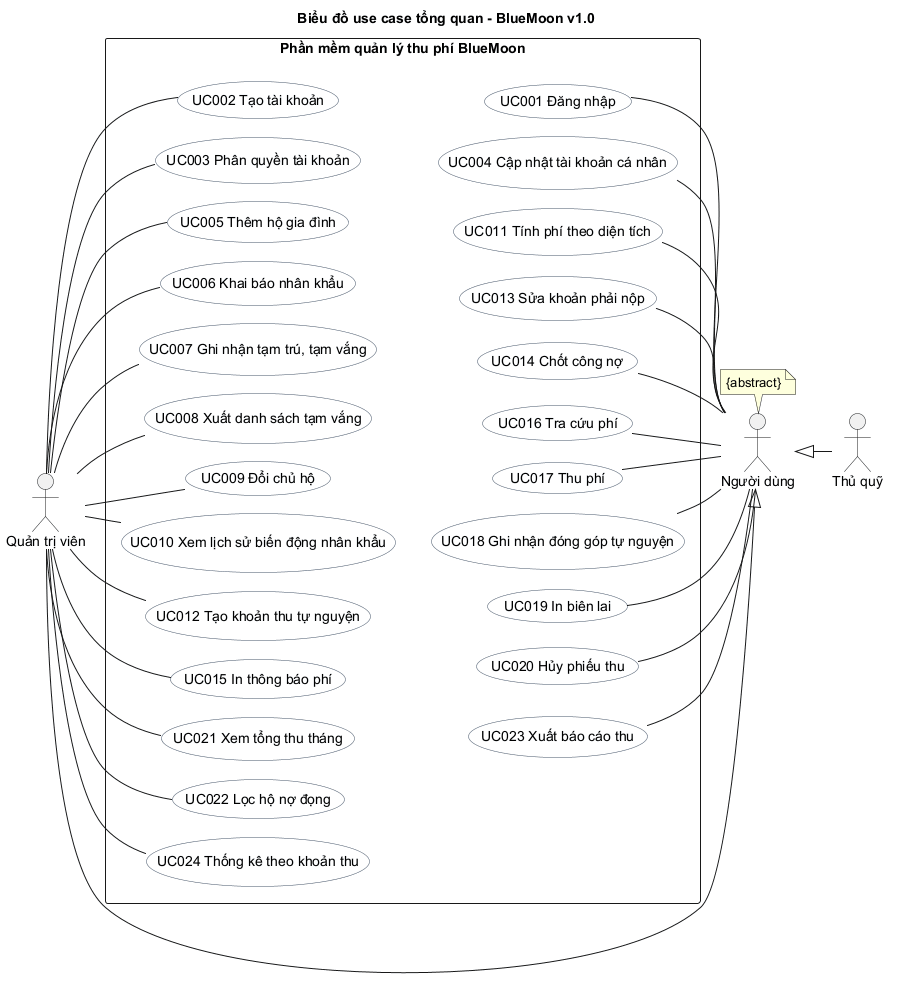 Biểu đồ use case tổng quan - BlueMoon v1.0
Phần mềm quản lý thu phí BlueMoon
UC002 Tạo tài khoản
UC001 Đăng nhập
UC003 Phân quyền tài khoản
UC004 Cập nhật tài khoản cá nhân
UC005 Thêm hộ gia đình
UC011 Tính phí theo diện tích
UC006 Khai báo nhân khẩu
UC013 Sửa khoản phải nộp
UC007 Ghi nhận tạm trú, tạm vắng
UC014 Chốt công nợ
{abstract}
UC008 Xuất danh sách tạm vắng
UC016 Tra cứu phí
UC009 Đổi chủ hộ
UC017 Thu phí
Người dùng
Thủ quỹ
Quản trị viên
UC010 Xem lịch sử biến động nhân khẩu
UC018 Ghi nhận đóng góp tự nguyện
UC012 Tạo khoản thu tự nguyện
UC019 In biên lai
UC015 In thông báo phí
UC020 Hủy phiếu thu
UC021 Xem tổng thu tháng
UC023 Xuất báo cáo thu
UC022 Lọc hộ nợ đọng
UC024 Thống kê theo khoản thu